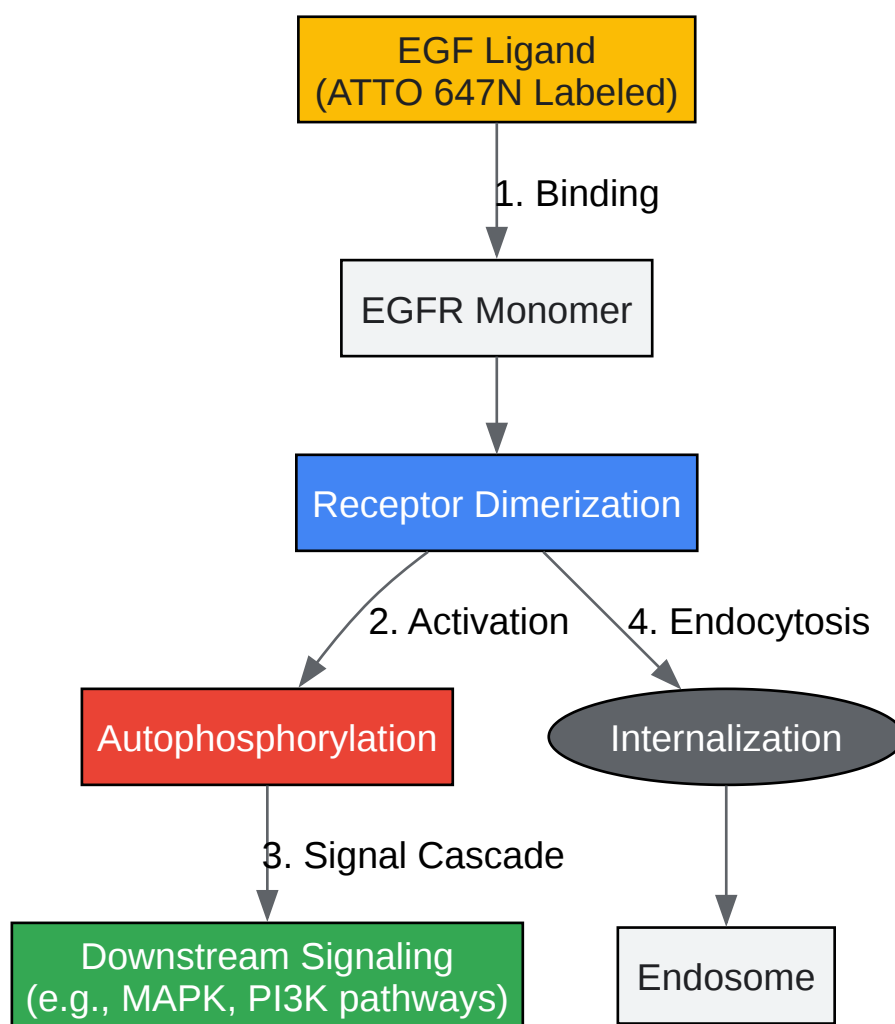 EGF Ligand
(ATTO 647N Labeled)
1. Binding
EGFR Monomer
Receptor Dimerization
2. Activation
4. Endocytosis
Autophosphorylation
Internalization
3. Signal Cascade
Downstream Signaling
(e.g., MAPK, PI3K pathways)
Endosome